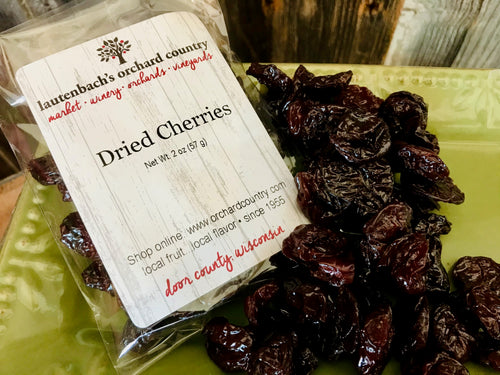 lautenbach's orchard country
market • winery • orchards • vineyards
Dried Cherries
Net Wt. 2 oz (57 g)
Shop online: www.orchardcountry.com
local fruit...local flavor • since 1955
door county, wisconsin